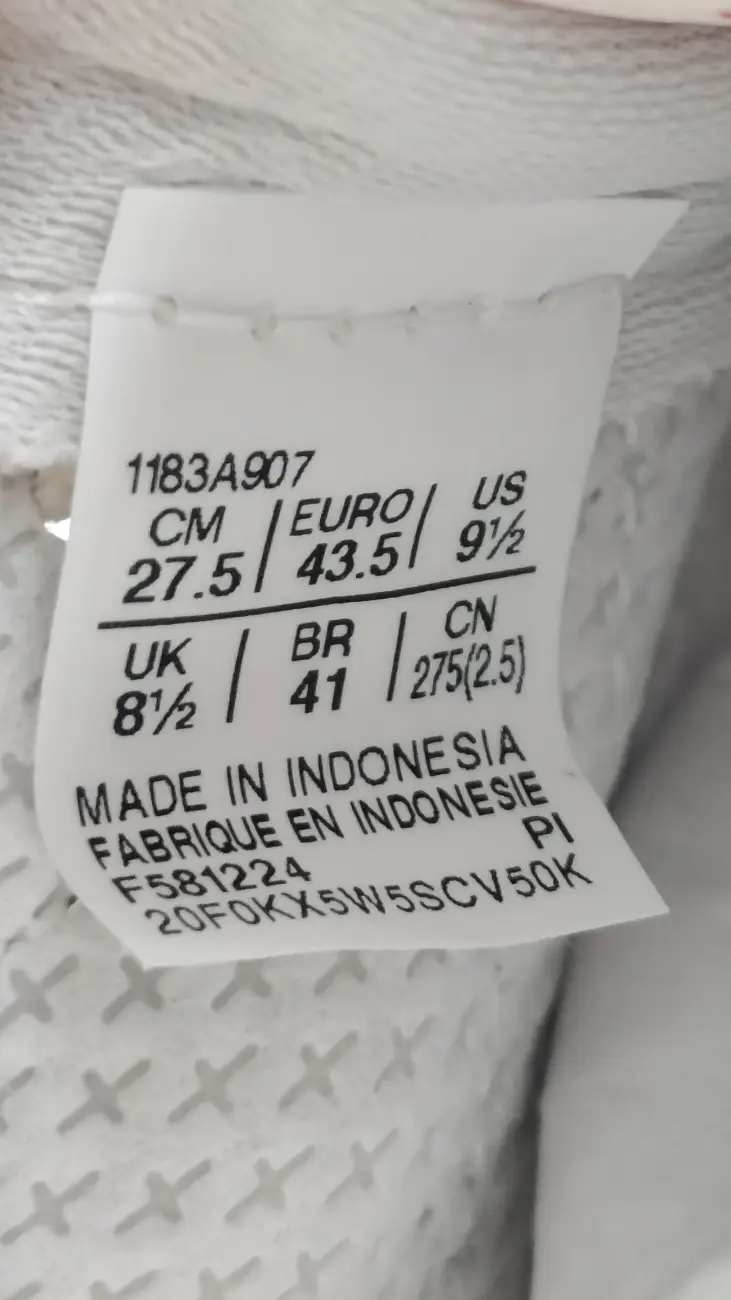 1183A907
CM / EURO / US
27.5 / 43.5 / 9½
UK / BR / CN
8½ / 41 / 275(2.5)
MADE IN INDONESIA
FABRIQUE EN INDONESIE
F581224 PI
20F0KX5W5SCV50K